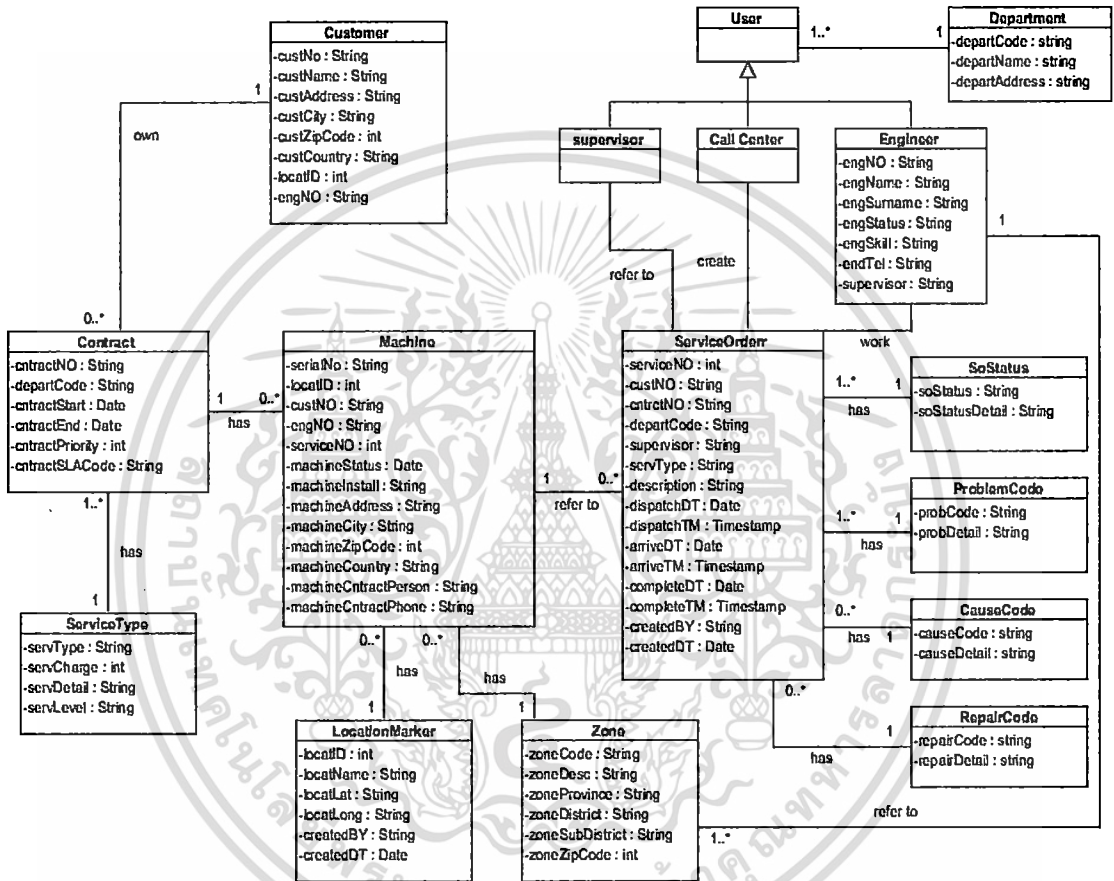 Customer
-custNo : String
-custName : String
-custAddress : String
-custCity : String
-custZipCode : int
-custCountry : String
-locatID : int
-engNO : String
User
1..*
1
Department
-departCode : string
-departName : string
-departAddress : string
supervisor
Call Center
Engineer
-engNO : String
-engName : String
-engSurname : String
-engStatus : String
-engSkill : String
-endTel : String
-supervisor : String
1
own
0..*
refer to
create
1
work
Contract
-cntractNO : String
-departCode : String
-cntractStart : Date
-cntractEnd : Date
-cntractPriority : int
-cntractSLACode : String
1
0..*
has
Machine
-serialNo : String
-locatID : int
-custNO : String
-engNO : String
-serviceNO : int
-machineStatus : Date
-machineInstall : String
-machineAddress : String
-machineCity : String
-machineZipCode : int
-machineCountry : String
-machineCntractPerson : String
-machineCntractPhone : String
1
0..*
refer to
ServiceOrderr
-serviceNO : int
-custNO : String
-cntrctNO : String
-departCode : String
-supervisor : String
-servType : String
-description : String
-dispatchDT : Date
-dispatchTM : Timestamp
-arriveDT : Date
-arriveTM : Timestamp
-completeDT : Date
-completeTM : Timestamp
-createdBY : String
-createdDT : Date
1..*
1
has
SoStatus
-soStatus : String
-soStatusDetail : String
1..*
1
has
ProblemCode
-probCode : String
-probDetail : String
0..*
1
has
CauseCode
-causeCode : string
-causeDetail : string
0..*
1
has
RepairCode
-repairCode : string
-repairDetail : string
1..*
has
1
ServiceType
-servType : String
-servCharge : int
-servDetail : String
-servLevel : String
0..*
0..*
has
has
1
1
LocationMarker
-locatID : int
-locatName : String
-locatLat : String
-locatLong : String
-createdBY : String
-createdDT : Date
Zone
-zoneCode : String
-zoneDesc : String
-zoneProvince : String
-zoneDistrict : String
-zoneSubDistrict : String
-zoneZipCode : int
refer to
1..*